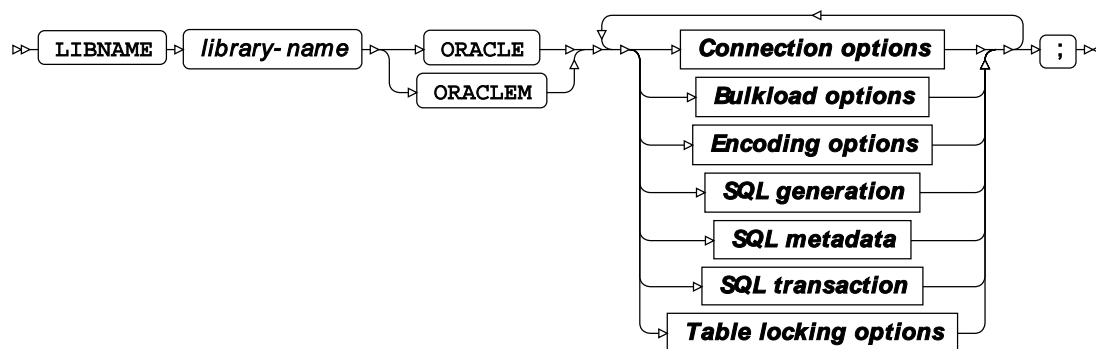 LIBNAME library-name ORACLE Connection options ;
ORACLEM Bulkload options
Encoding options
SQL generation
SQL metadata
SQL transaction
Table locking options